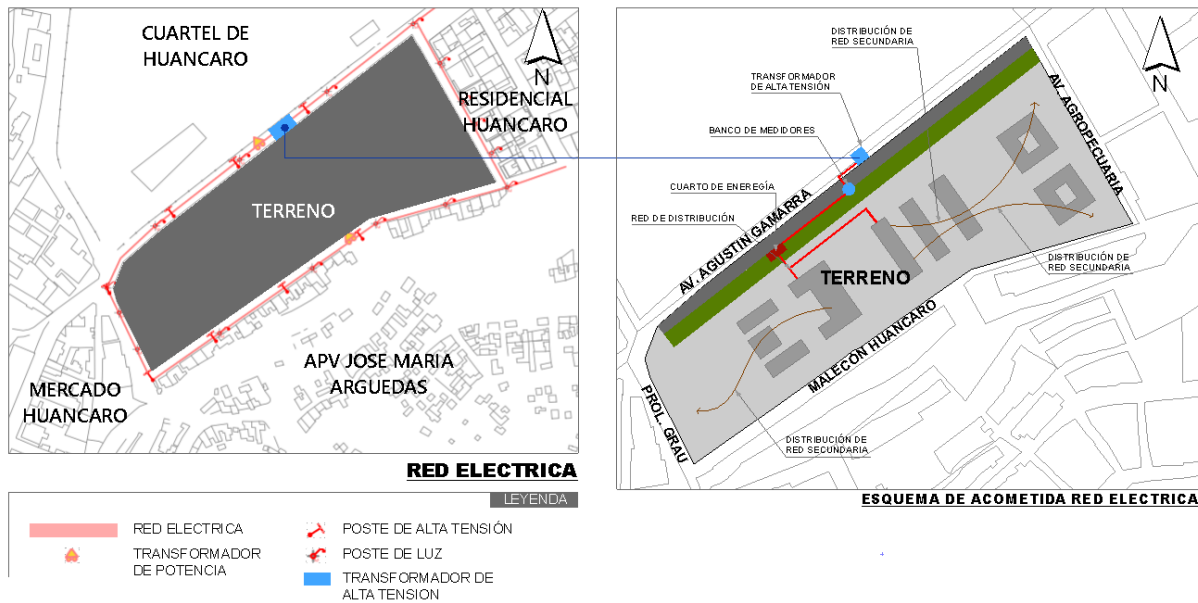 CUARTEL DE
HUANCARO
N
RESIDENCIAL
HUANCARO
TERRENO
APV JOSE MARIA
ARGUEDAS
MERCADO
HUANCARO
RED ELECTRICA
LEYENDA
RED ELECTRICA
TRANSFORMADOR
DE POTENCIA
POSTE DE ALTA TENSIÓN
POSTE DE LUZ
TRANSFORMADOR DE
ALTA TENSION
DISTRIBUCIÓN DE
RED SECUNDARIA
TRANSFORMADOR
DE ALTA TENSIÓN
BANCO DE MEDIDORES
CUARTO DE ENEREGÍA
RED DE DISTRIBUCIÓN
N
AV. AGROPECUARIA
AV. AGUSTIN GAMARRA
TERRENO
DISTRIBUCIÓN DE
RED SECUNDARIA
MALECÓN HUANCARO
PROL. GRAU
DISTRIBUCIÓN DE
RED SECUNDARIA
ESQUEMA DE ACOMETIDA RED ELECTRICA